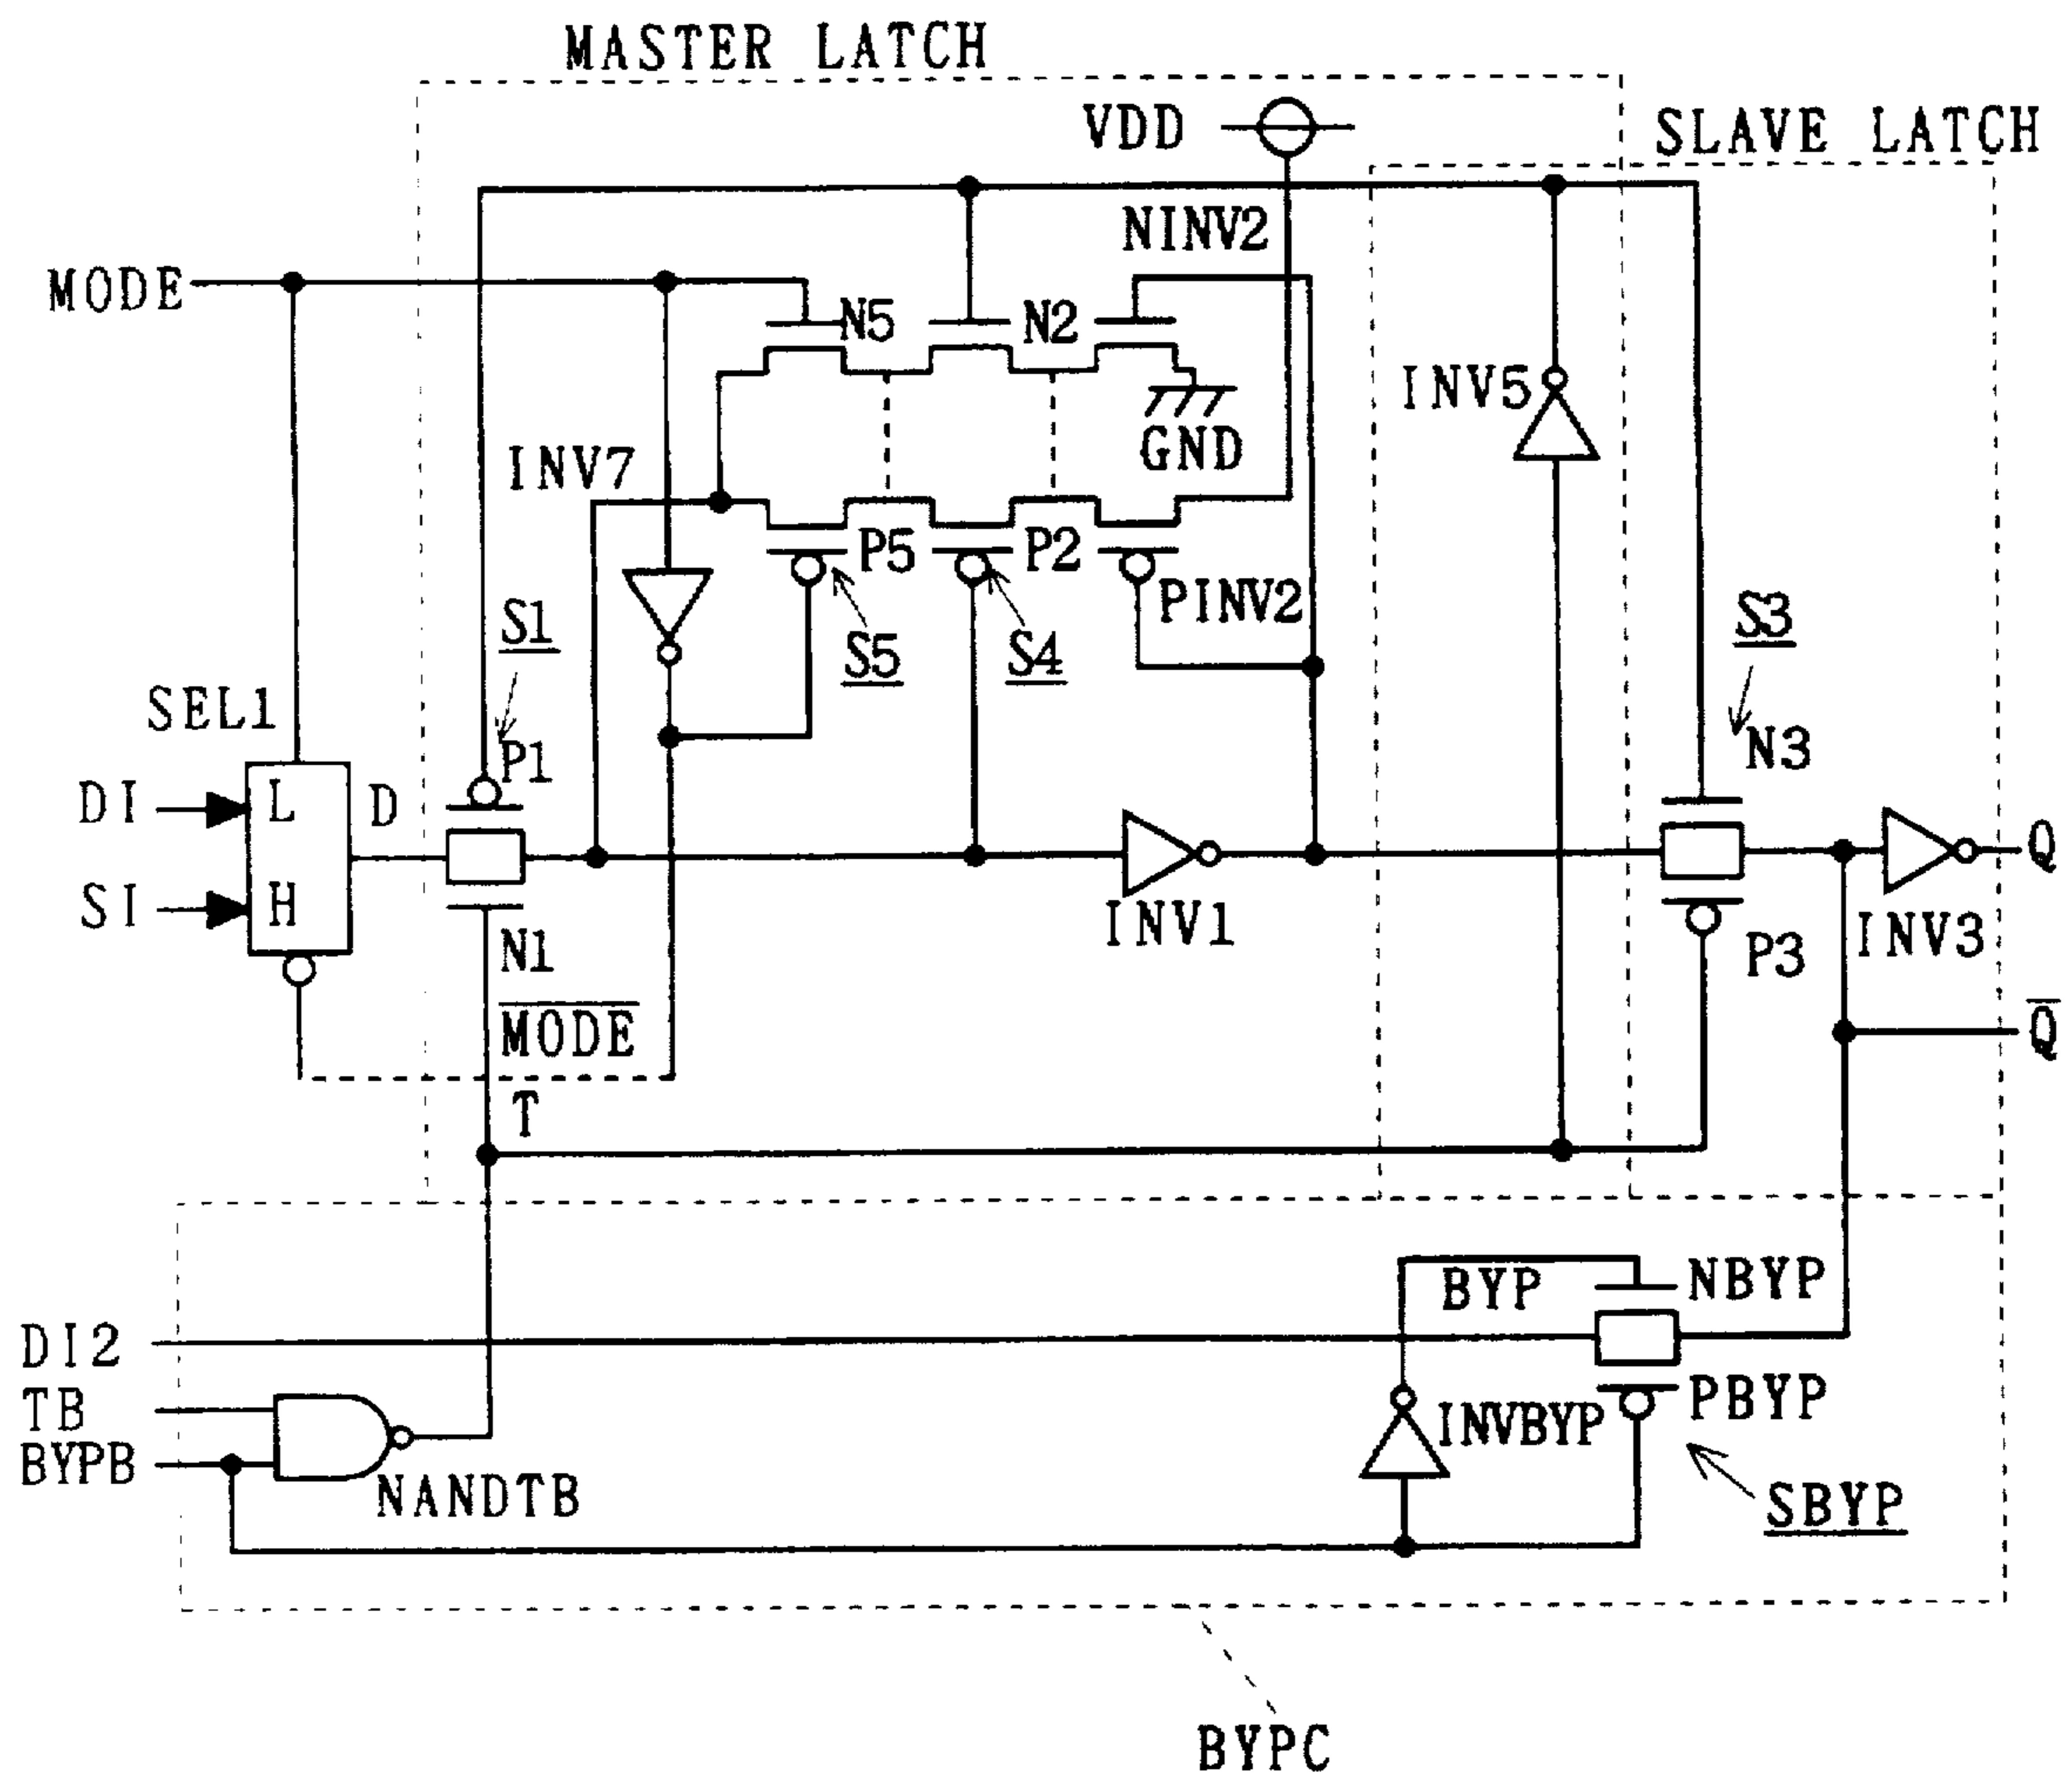 MASTER LATCH
VDD
SLAVE LATCH
NINV2
MODE
N5
N2
INV5
GND
INV7
P5
P2
PINV2
S1
S5
S4
S3
SEL1
P1
N3
DI
L
D
Q
SI
H
INV1
N1
P3
INV3
M̅O̅D̅E̅
Q̅
T
BYP
NBYP
DI2
TB
PBYP
INVBYP
BYPB
NANDTB
SBYP
BYPC